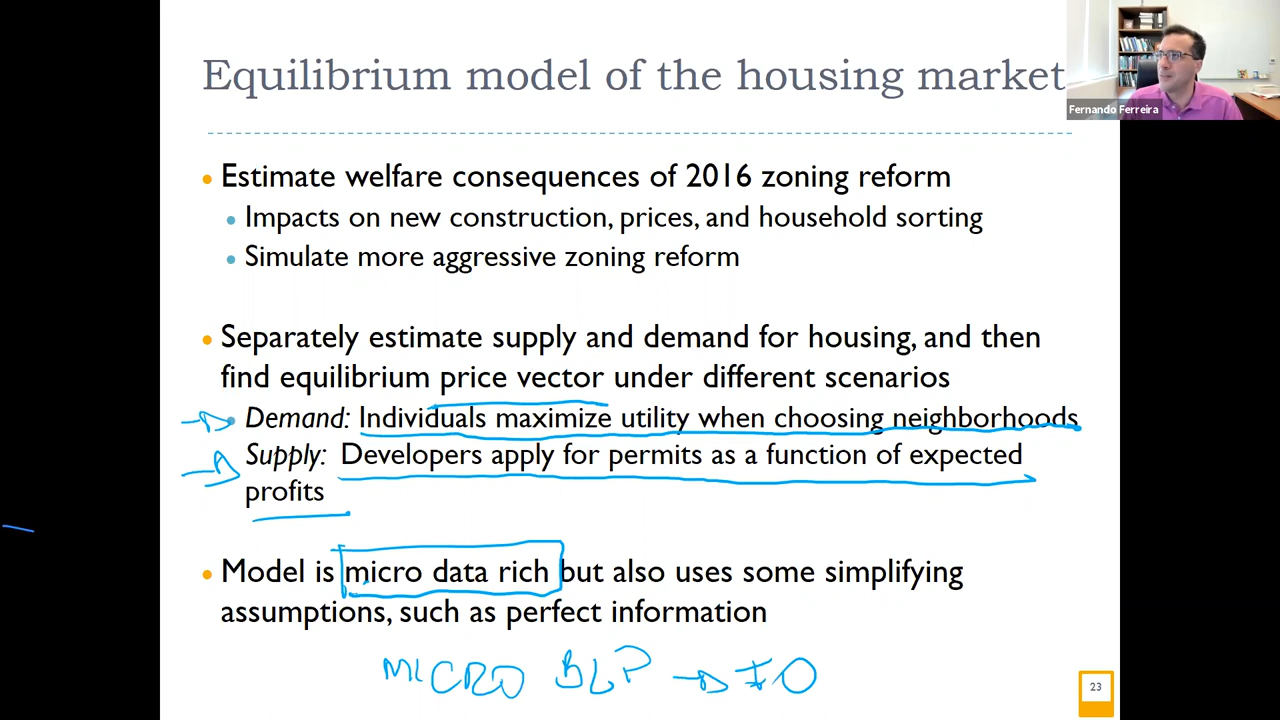 Equilibrium model of the housing market
Fernando Ferreira
• Estimate welfare consequences of 2016 zoning reform
• Impacts on new construction, prices, and household sorting
• Simulate more aggressive zoning reform
• Separately estimate supply and demand for housing, and then
find equilibrium price vector under different scenarios
• Demand: Individuals maximize utility when choosing neighborhoods
Supply: Developers apply for permits as a function of expected
profits
• Model is micro data rich but also uses some simplifying
assumptions, such as perfect information
MICRO BLP → IO
23